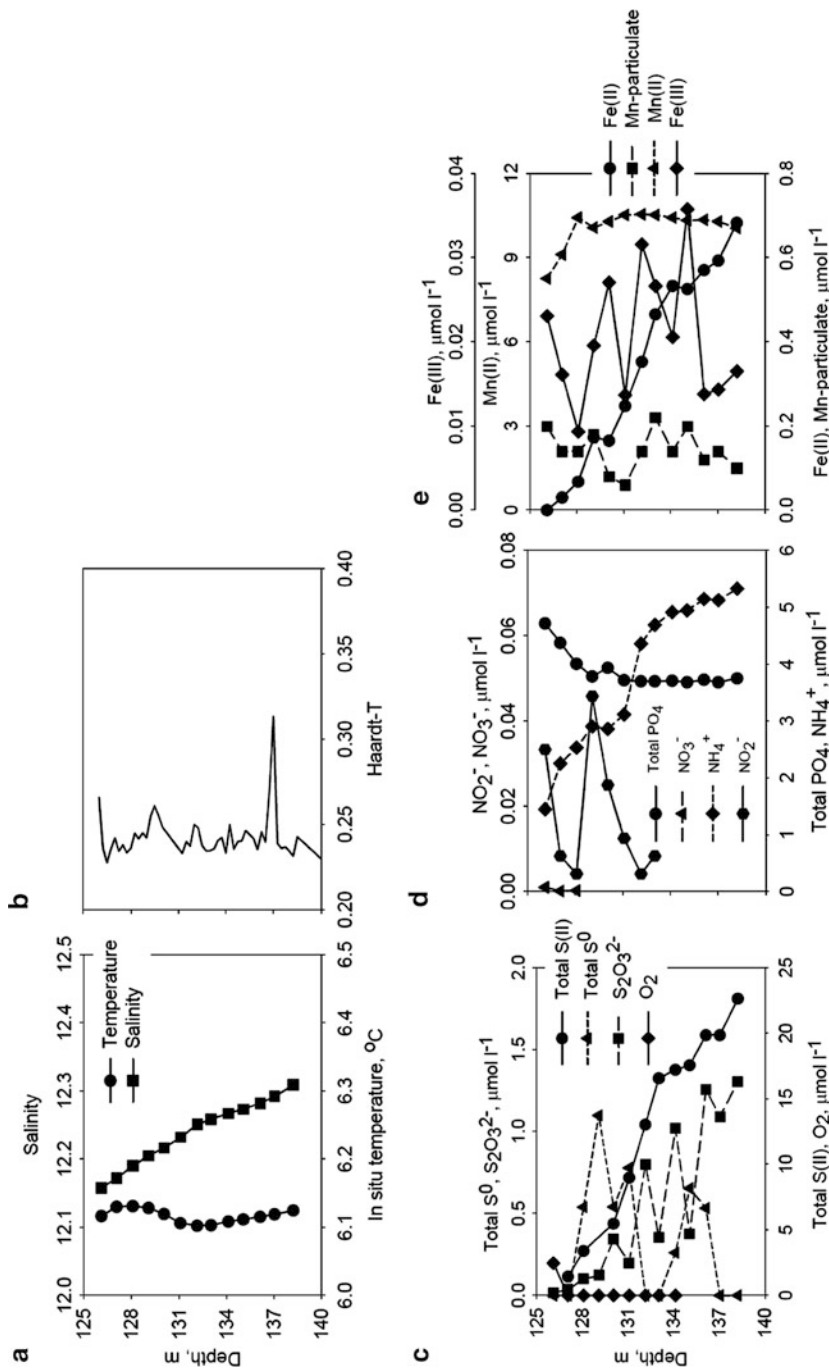 a
Salinity
12.0 12.1 12.2 12.3 12.4 12.5
Temperature
Salinity
125
128
131
134
137
140
Depth, m
6.0 6.1 6.2 6.3 6.4 6.5
In situ temperature, °C
b
0.20 0.25 0.30 0.35 0.40
Haardt-T
c
Total S⁰, S₂O₃²⁻, μmol l⁻¹
0.0 0.5 1.0 1.5 2.0
Total S(II)
Total S⁰
S₂O₃²⁻
O₂
125
128
131
134
137
140
Depth, m
0 5 10 15 20 25
Total S(II), O₂, μmol l⁻¹
d
NO₂⁻, NO₃⁻, μmol l⁻¹
0.00 0.02 0.04 0.06 0.08
Total PO₄
NO₃⁻
NH₄⁺
NO₂⁻
0 1 2 3 4 5 6
Total PO₄, NH₄⁺, μmol l⁻¹
e
Fe(III), μmol l⁻¹
0.00 0.01 0.02 0.03 0.04
Mn(II), μmol l⁻¹
0 3 6 9 12
Fe(II)
Mn-particulate
Mn(II)
Fe(III)
0.0 0.2 0.4 0.6 0.8
Fe(II), Mn-particulate, μmol l⁻¹